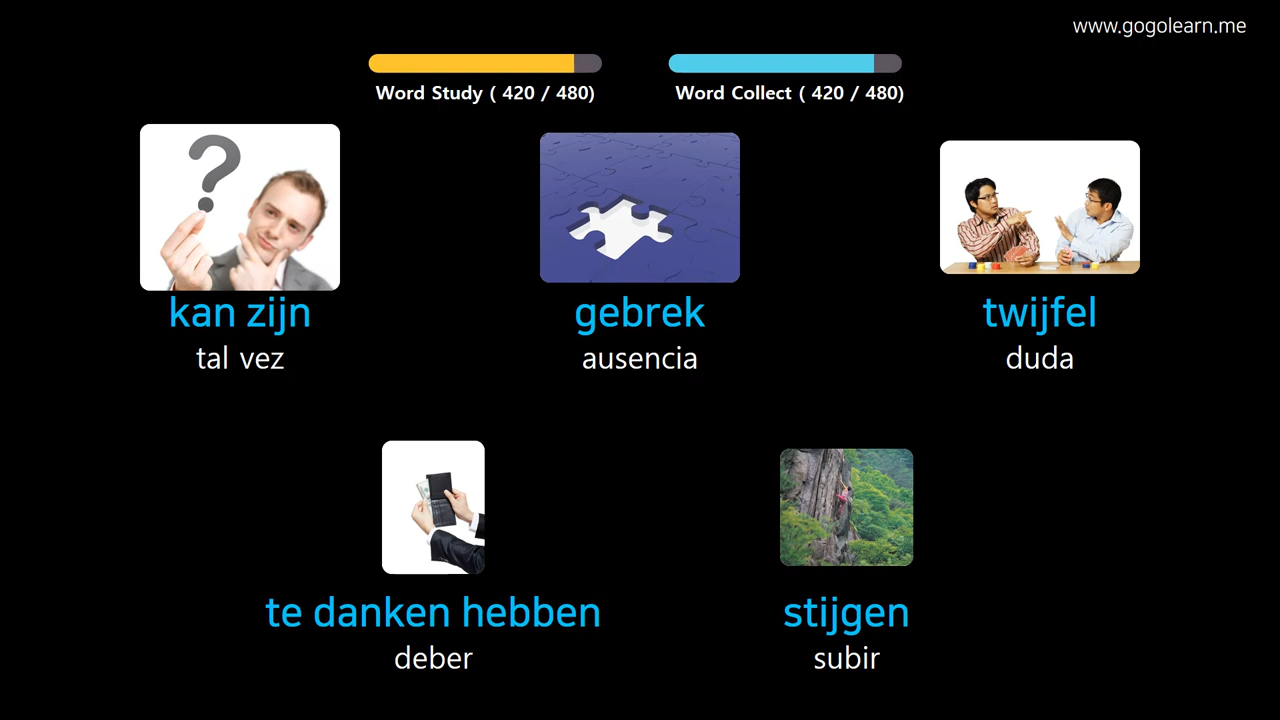 www.gogolearn.me
Word Study ( 420 / 480)
Word Collect ( 420 / 480)
kan zijn
tal vez
gebrek
ausencia
twijfel
duda
te danken hebben
deber
stijgen
subir